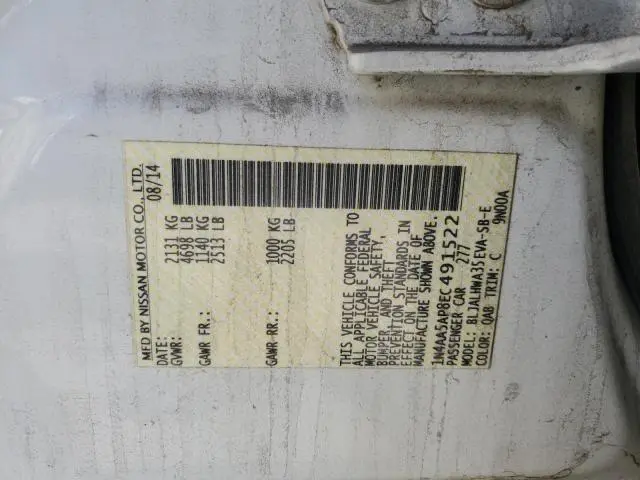 MFD BY NISSAN MOTOR CO., LTD.
DATE: 08/14
GVWR: 2131 KG
4698 LB
GAWR FR: 1140 KG
2513 LB
GAWR RR: 1000 KG
2205 LB
THIS VEHICLE CONFORMS TO
ALL APPLICABLE FEDERAL
MOTOR VEHICLE SAFETY,
BUMPER, AND THEFT
PREVENTION STANDARDS IN
EFFECT ON THE DATE OF
MANUFACTURE SHOWN ABOVE.
1N4AA5AP8EC491522
PASSENGER CAR 277
MODEL: BLJALHWA35EVA-SB-E
COLOR: QAB TRIM: C 9N00A